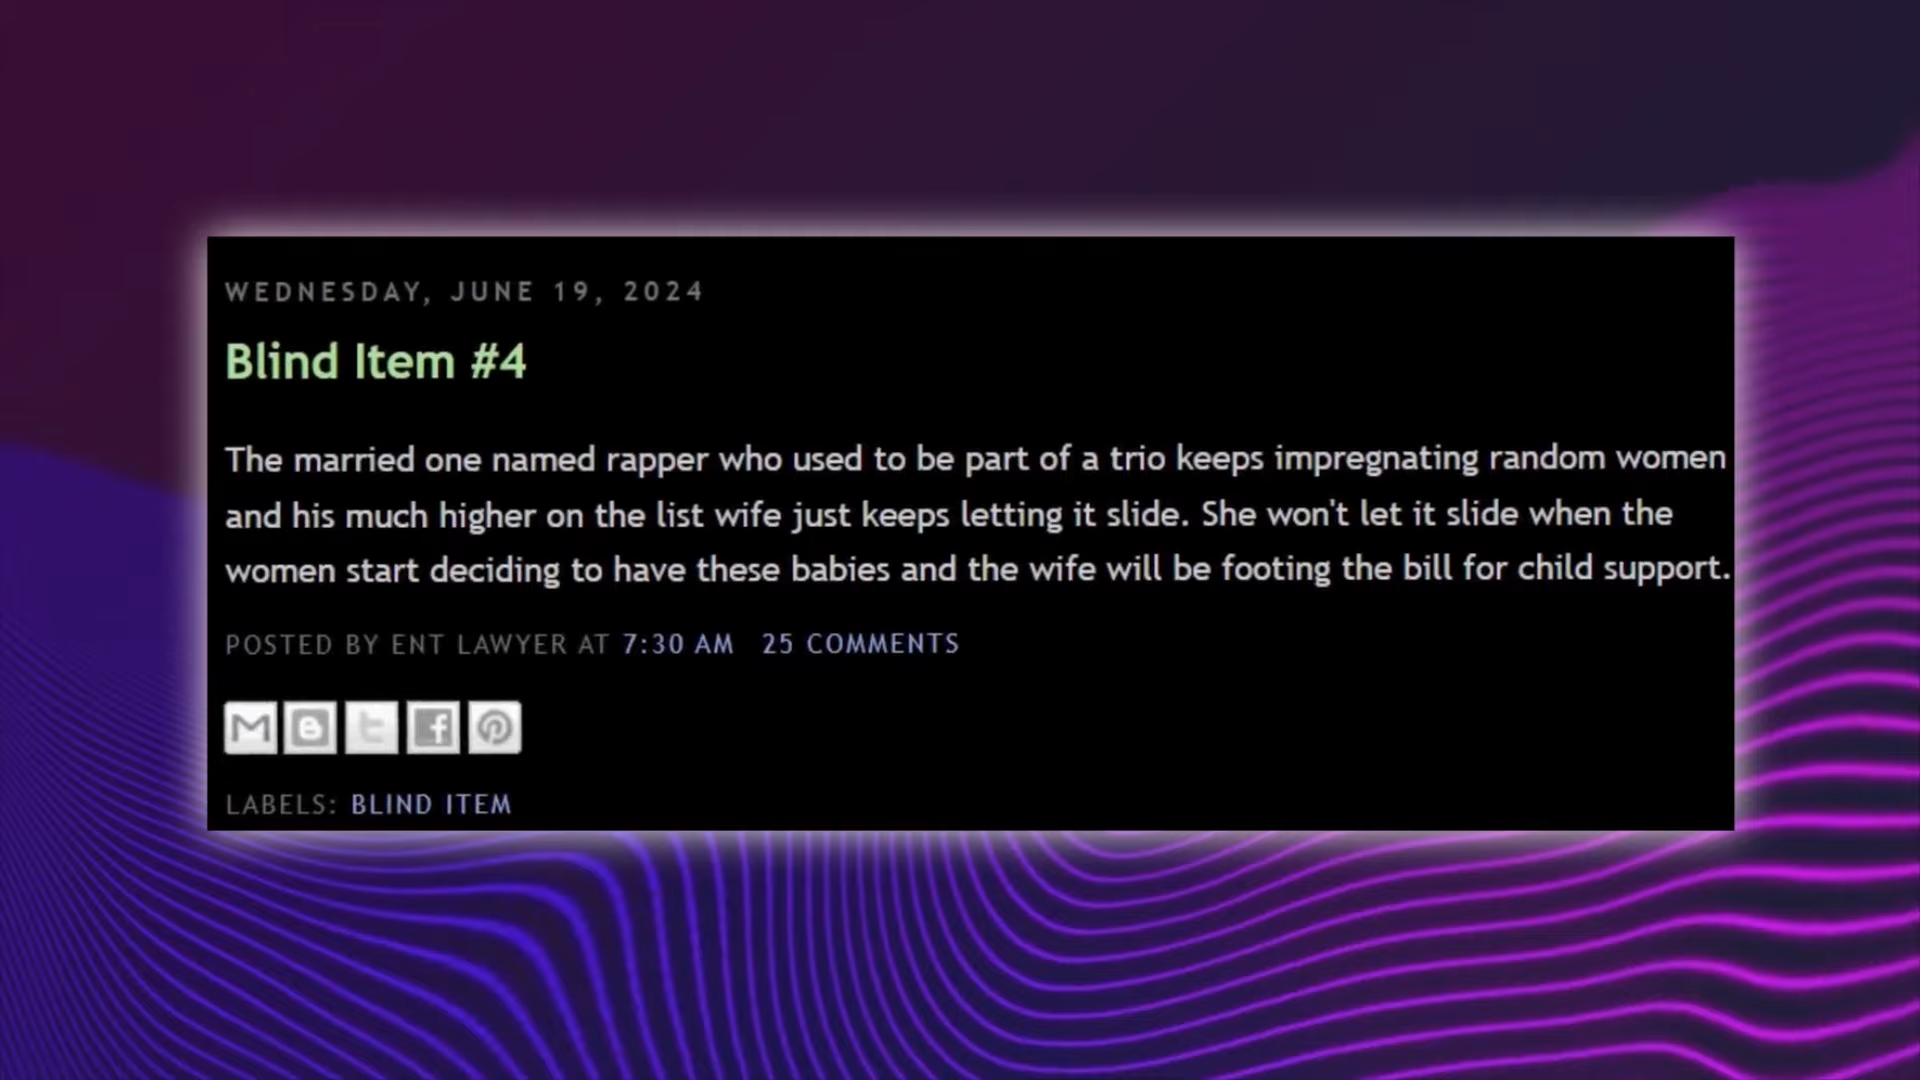 WEDNESDAY, JUNE 19, 2024
Blind Item #4
The married one named rapper who used to be part of a trio keeps impregnating random women
and his much higher on the list wife just keeps letting it slide. She won't let it slide when the
women start deciding to have these babies and the wife will be footing the bill for child support.
POSTED BY ENT LAWYER AT 7:30 AM 25 COMMENTS
LABELS: BLIND ITEM